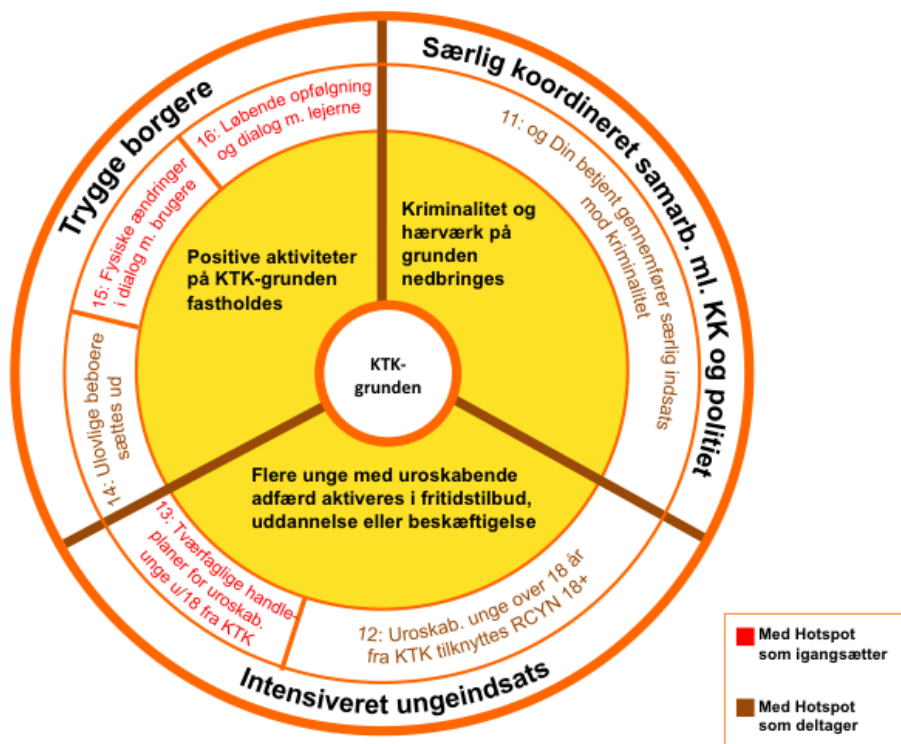 Trygge borgere
Særlig koordineret samarb. ml. KK og politiet
16: Løbende opfølgning
og dialog m. lejerne
11: og Din betjent gennemfører særlig indsats
mod kriminalitet
15: Fysiske ændringer
i dialog m. brugere
Positive aktiviteter
på KTK-grunden
fastholdes
Kriminalitet og
hærværk på
grunden
nedbringes
KTK-
grunden
14: Ulovlige beboere
sættes ud
Flere unge med uroskabende
adfærd aktiveres i fritidstilbud,
uddannelse eller beskæftigelse
13: Tværfaglige handle-
planer for uroskab.
unge u/18 fra KTK
12: Uroskab. unge over 18 år
fra KTK tilknyttes RCYN 18+
Intensiveret ungeindsats
Med Hotspot
som igangsætter
Med Hotspot
som deltager